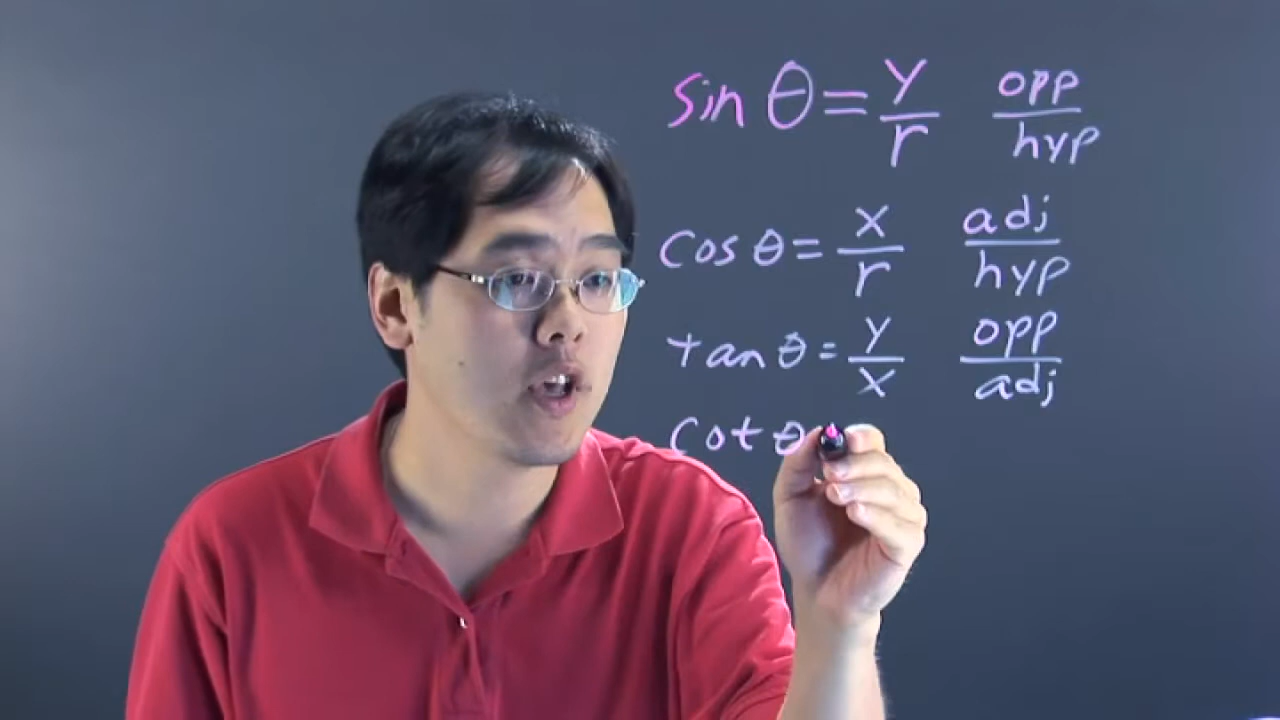 sin θ = y/r opp/hyp
cos θ = x/r adj/hyp
tan θ = y/x opp/adj
cot θ